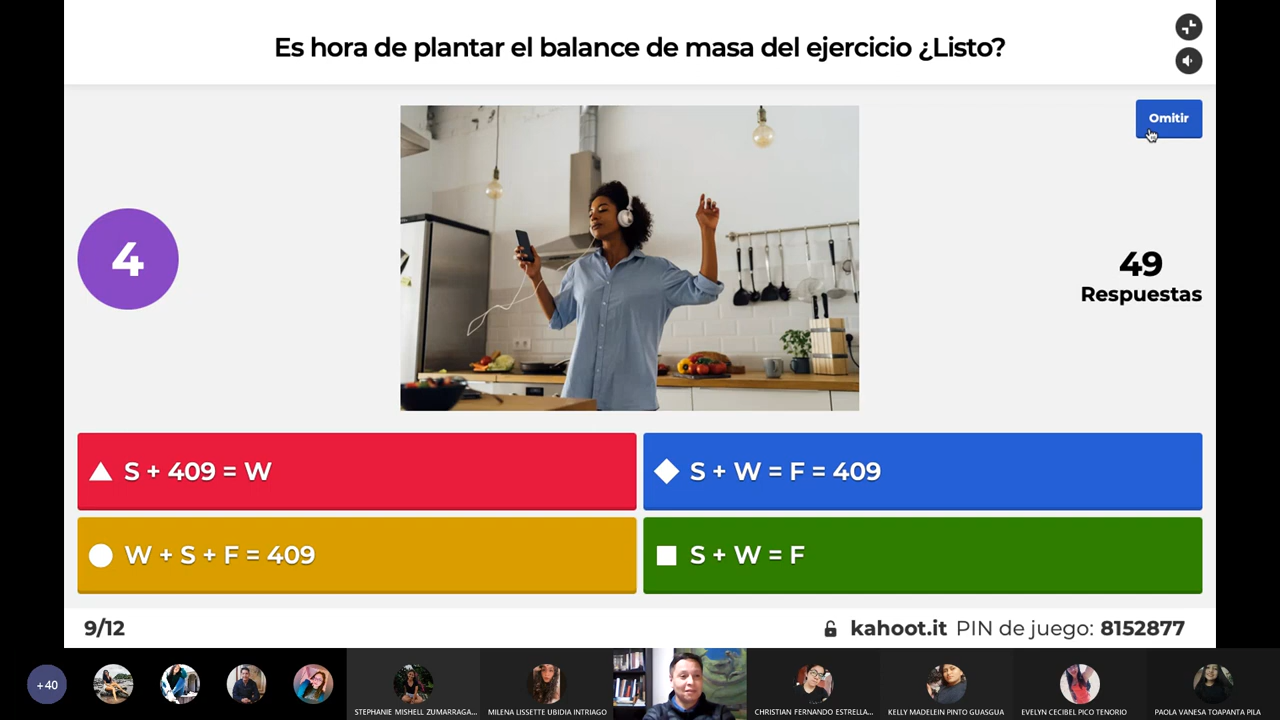 Es hora de plantar el balance de masa del ejercicio ¿Listo?
Omitir
4
49
Respuestas
S + 409 = W
S + W = F = 409
W + S + F = 409
S + W = F
9/12
kahoot.it PIN de juego: 8152877
+40
STEPHANIE MISHELL ZUMARRAGA...
MILENA LISSETTE UBIDIA INTRIAGO
CHRISTIAN FERNANDO ESTRELLA...
KELLY MADELEIN PINTO GUASGUA
EVELYN CECIBEL PICO TENORIO
PAOLA VANESA TOAPANTA PILA